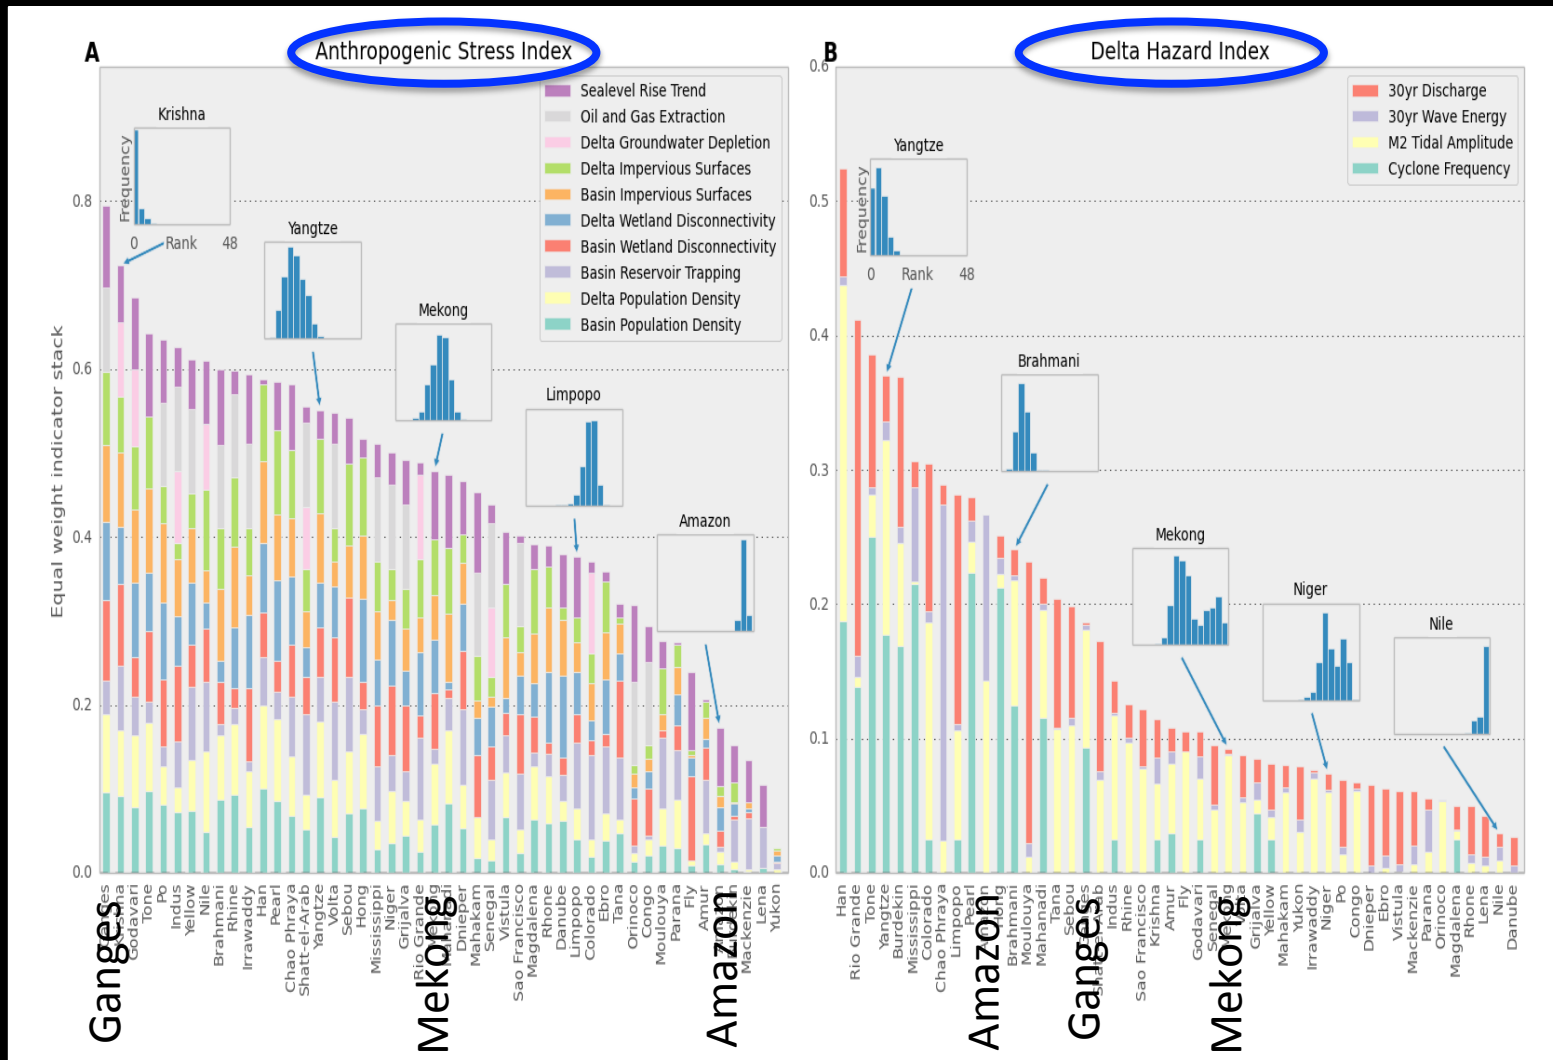 A
Anthropogenic Stress Index
Sealevel Rise Trend
Oil and Gas Extraction
Delta Groundwater Depletion
Delta Impervious Surfaces
Basin Impervious Surfaces
Delta Wetland Disconnectivity
Basin Wetland Disconnectivity
Basin Reservoir Trapping
Delta Population Density
Basin Population Density
Krishna
Frequency
0 Rank 48
Yangtze
Mekong
Limpopo
Amazon
Equal weight indicator stack
0.8
0.6
0.4
0.2
0.0
Godavari
Tone
Po
Indus
Yellow
Nile
Brahmani
Rhine
Irrawaddy
Han
Pearl
Chao Phraya
Shatt-el-Arab
Yangtze
Volta
Sebou
Hong
Mississippi
Niger
Grijalva
Rio Grande
Dnieper
Mahakam
Senegal
Vistula
Sao Francisco
Magdalena
Rhone
Danube
Limpopo
Colorado
Ebro
Tana
Orinoco
Congo
Moulouya
Parana
Fly
Amur
Mackenzie
Lena
Yukon
Ganges
Mekong
Amazon
B
Delta Hazard Index
30yr Discharge
30yr Wave Energy
M2 Tidal Amplitude
Cyclone Frequency
Yangtze
Frequency
0 Rank 48
Brahmani
Mekong
Niger
Nile
0.6
0.5
0.4
0.3
0.2
0.1
0.0
Han
Rio Grande
Tone
Yangtze
Burdekin
Mississippi
Colorado
Chao Phraya
Limpopo
Pearl
Hong
Brahmani
Moulouya
Mahanadi
Tana
Sebou
Indus
Rhine
Sao Francisco
Krishna
Amur
Fly
Godavari
Senegal
Grijalva
Yellow
Mahakam
Yukon
Irrawaddy
Niger
Po
Congo
Dnieper
Ebro
Vistula
Mackenzie
Parana
Orinoco
Magdalena
Rhone
Lena
Nile
Danube
Amazon
Ganges
Mekong